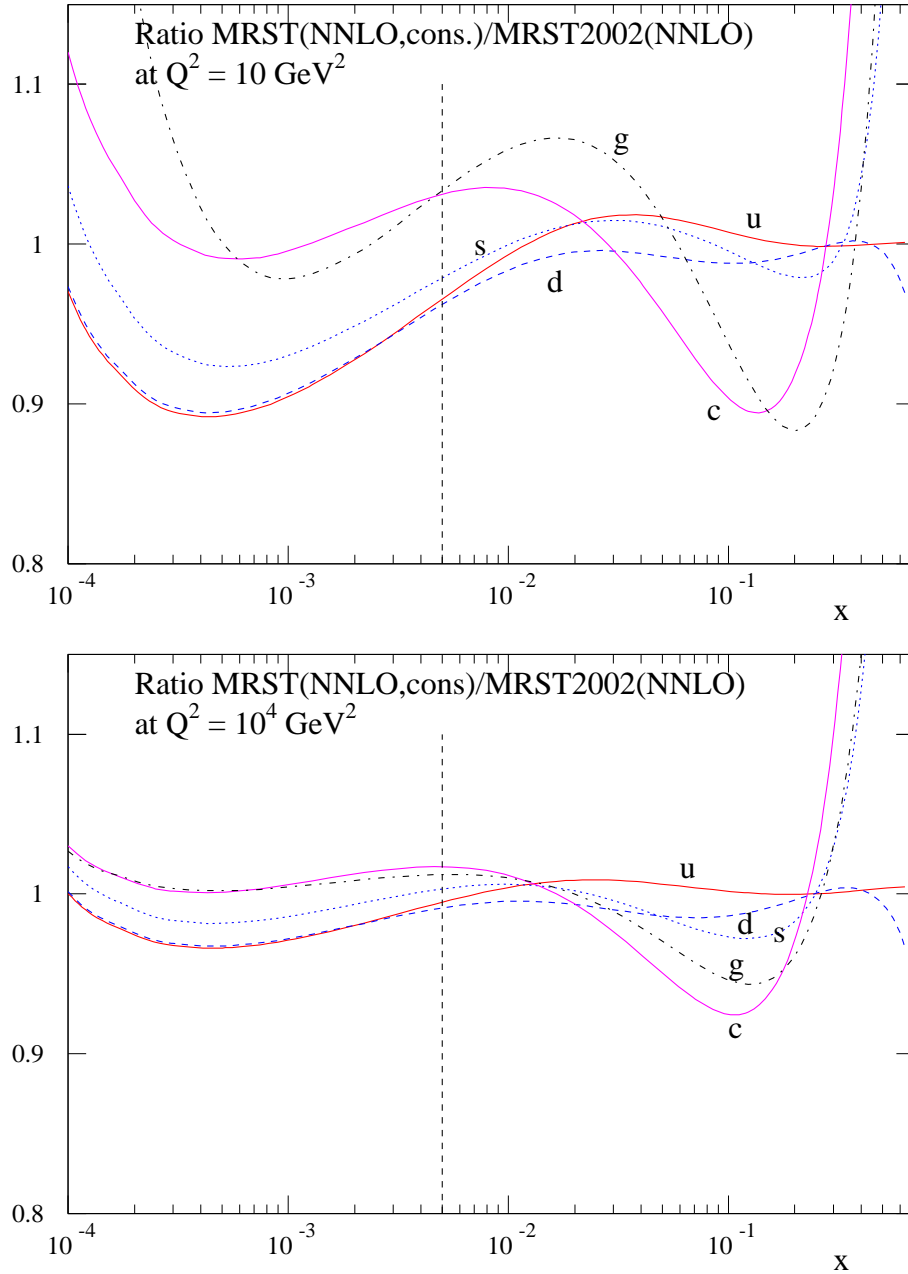 Ratio MRST(NNLO,cons.)/MRST2002(NNLO)
at Q² = 10 GeV²
1.1
g
u
1
s
d
0.9
c
0.8
10⁻⁴ 10⁻³ 10⁻² 10⁻¹
x
Ratio MRST(NNLO,cons)/MRST2002(NNLO)
at Q² = 10⁴ GeV²
1.1
u
1
d
s
g
c
0.9
0.8
10⁻⁴ 10⁻³ 10⁻² 10⁻¹
x